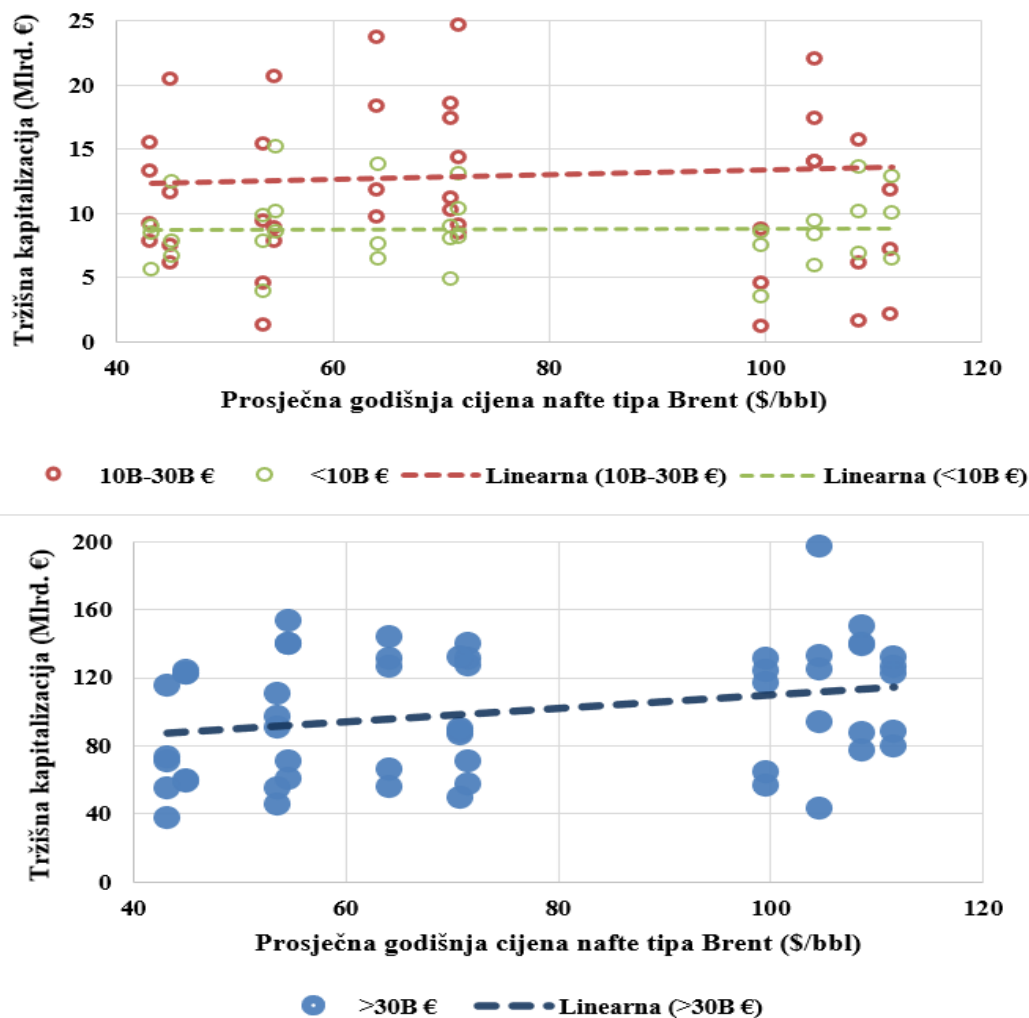 Tržišna kapitalizacija (Mlrd. €)
25
20
15
10
5
0
40 60 80 100 120
Prosječna godišnja cijena nafte tipa Brent ($/bbl)
10B-30B € <10B € Linearna (10B-30B €) Linearna (<10B €)
Tržišna kapitalizacija (Mlrd. €)
200
160
120
80
40
0
40 60 80 100 120
Prosječna godišnja cijena nafte tipa Brent ($/bbl)
>30B € Linearna (>30B €)